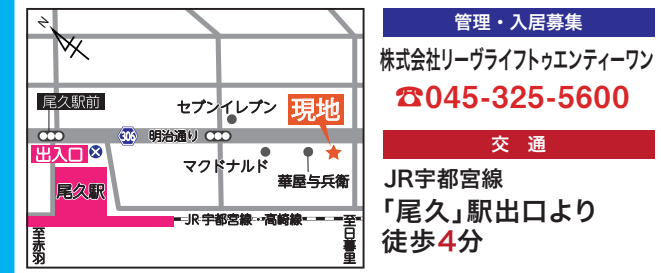 N
尾久駅前
セブンイレブン
現地
306
明治通り
出入口
マクドナルド
華屋与兵衛
尾久駅
JR宇都宮線・高崎線
至赤羽
至日暮里
管理・入居募集
株式会社リーヴライフトゥエンティーワン
☎045-325-5600
交 通
JR宇都宮線
「尾久」駅出口より
徒歩4分